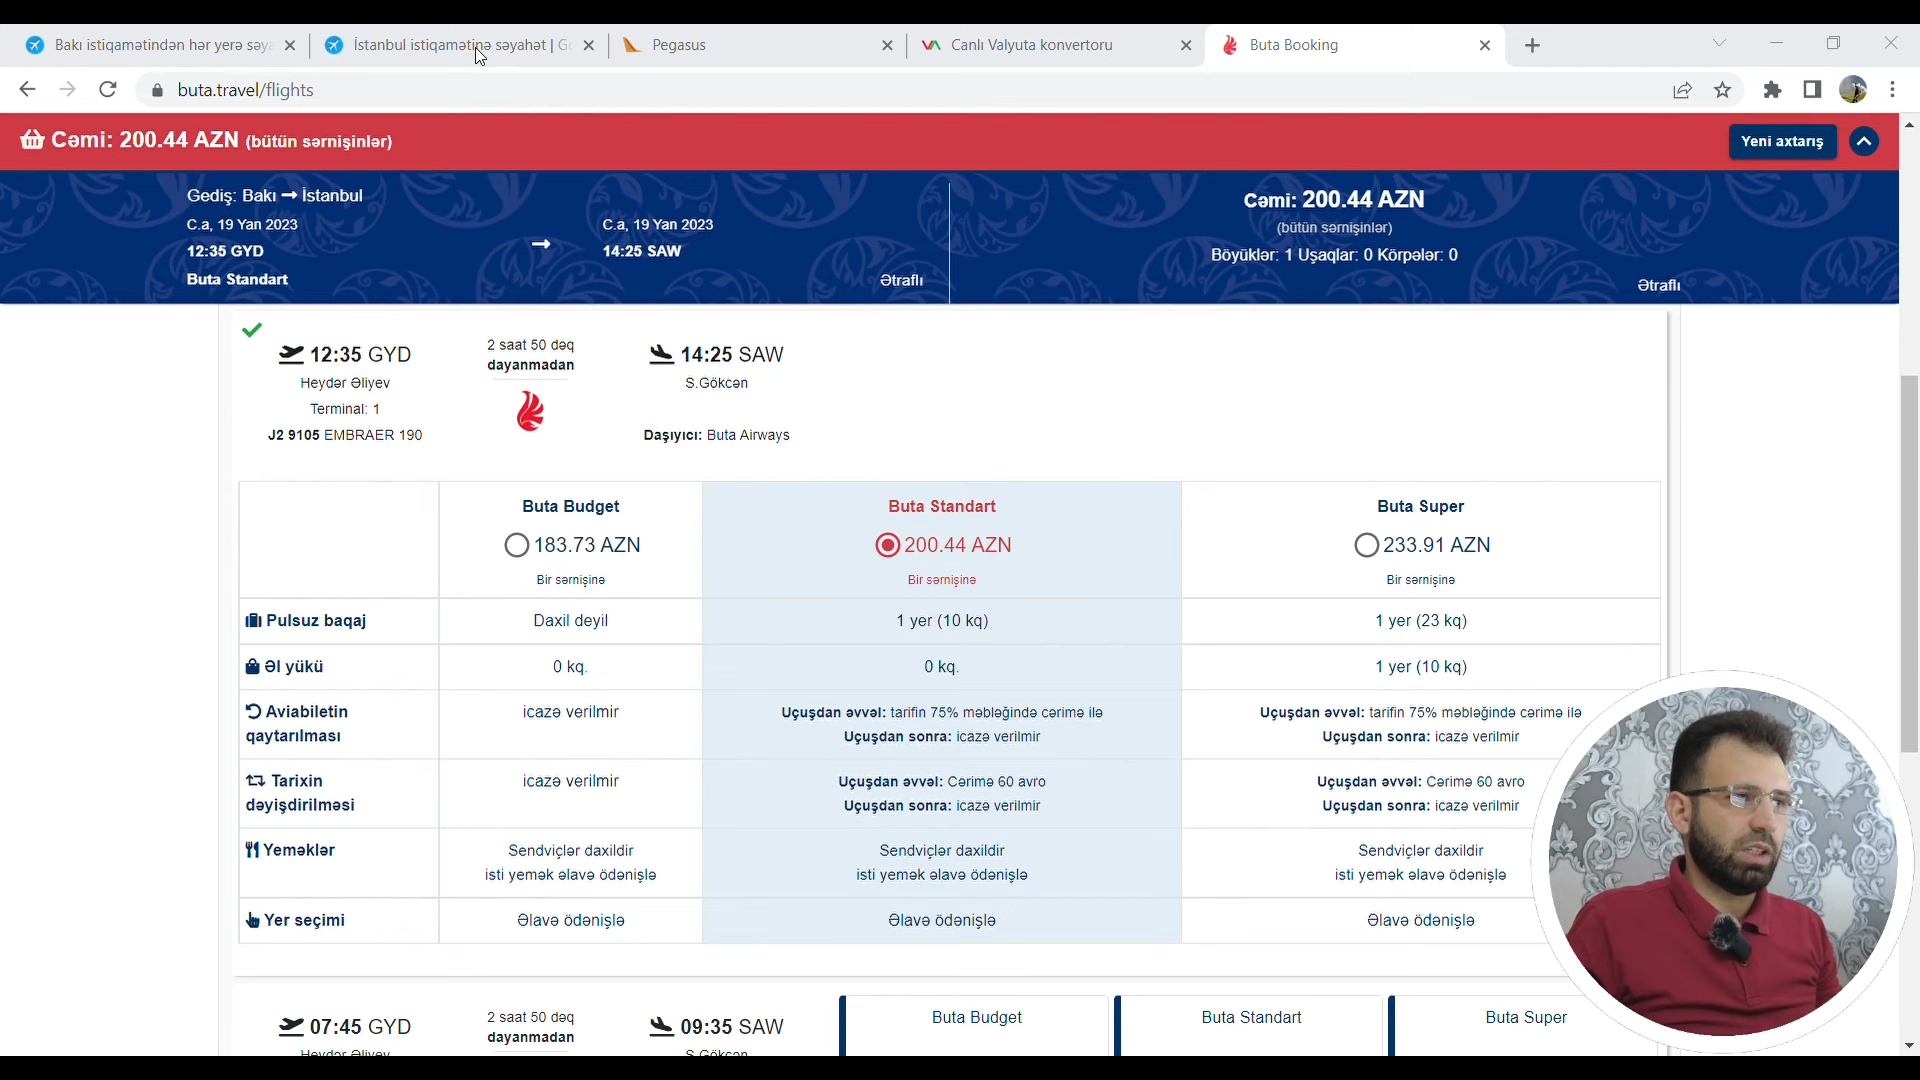 Bakı istiqamətindən hər yerə səya
İstanbul istiqamətinə səyahət | G
Pegasus
Canlı Valyuta konvertoru
Buta Booking
buta.travel/flights
Cəmi: 200.44 AZN (bütün sərnişinlər)
Yeni axtarış
Gediş: Bakı → İstanbul
C.a, 19 Yan 2023
12:35 GYD
Buta Standart
→
C.a, 19 Yan 2023
14:25 SAW
Ətraflı
Cəmi: 200.44 AZN
(bütün sərnişinlər)
Böyüklər: 1 Uşaqlar: 0 Körpələr: 0
Ətraflı
12:35 GYD
Heydər Əliyev
Terminal: 1
J2 9105 EMBRAER 190
2 saat 50 dəq
dayanmadan
14:25 SAW
S.Gökcən
Daşıyıcı: Buta Airways
Buta Budget
183.73 AZN
Bir sərnişinə
Buta Standart
200.44 AZN
Bir sərnişinə
Buta Super
233.91 AZN
Bir sərnişinə
Pulsuz baqaj
Daxil deyil
1 yer (10 kq)
1 yer (23 kq)
Əl yükü
0 kq.
0 kq.
1 yer (10 kq)
Aviabiletin
qaytarılması
icazə verilmir
Uçuşdan əvvəl: tarifin 75% məbləğində cərimə ilə
Uçuşdan sonra: icazə verilmir
Uçuşdan əvvəl: tarifin 75% məbləğində cərimə ilə
Uçuşdan sonra: icazə verilmir
Tarixin
dəyişdirilməsi
icazə verilmir
Uçuşdan əvvəl: Cərimə 60 avro
Uçuşdan sonra: icazə verilmir
Uçuşdan əvvəl: Cərimə 60 avro
Uçuşdan sonra: icazə verilmir
Yeməklər
Sendviçlər daxildir
isti yemək əlavə ödənişlə
Sendviçlər daxildir
isti yemək əlavə ödənişlə
Sendviçlər daxildir
isti yemək əlavə ödənişlə
Yer seçimi
Əlavə ödənişlə
Əlavə ödənişlə
Əlavə ödənişlə
07:45 GYD
Heydər Əliyev
2 saat 50 dəq
dayanmadan
09:35 SAW
S.Gökcən
Buta Budget
Buta Standart
Buta Super